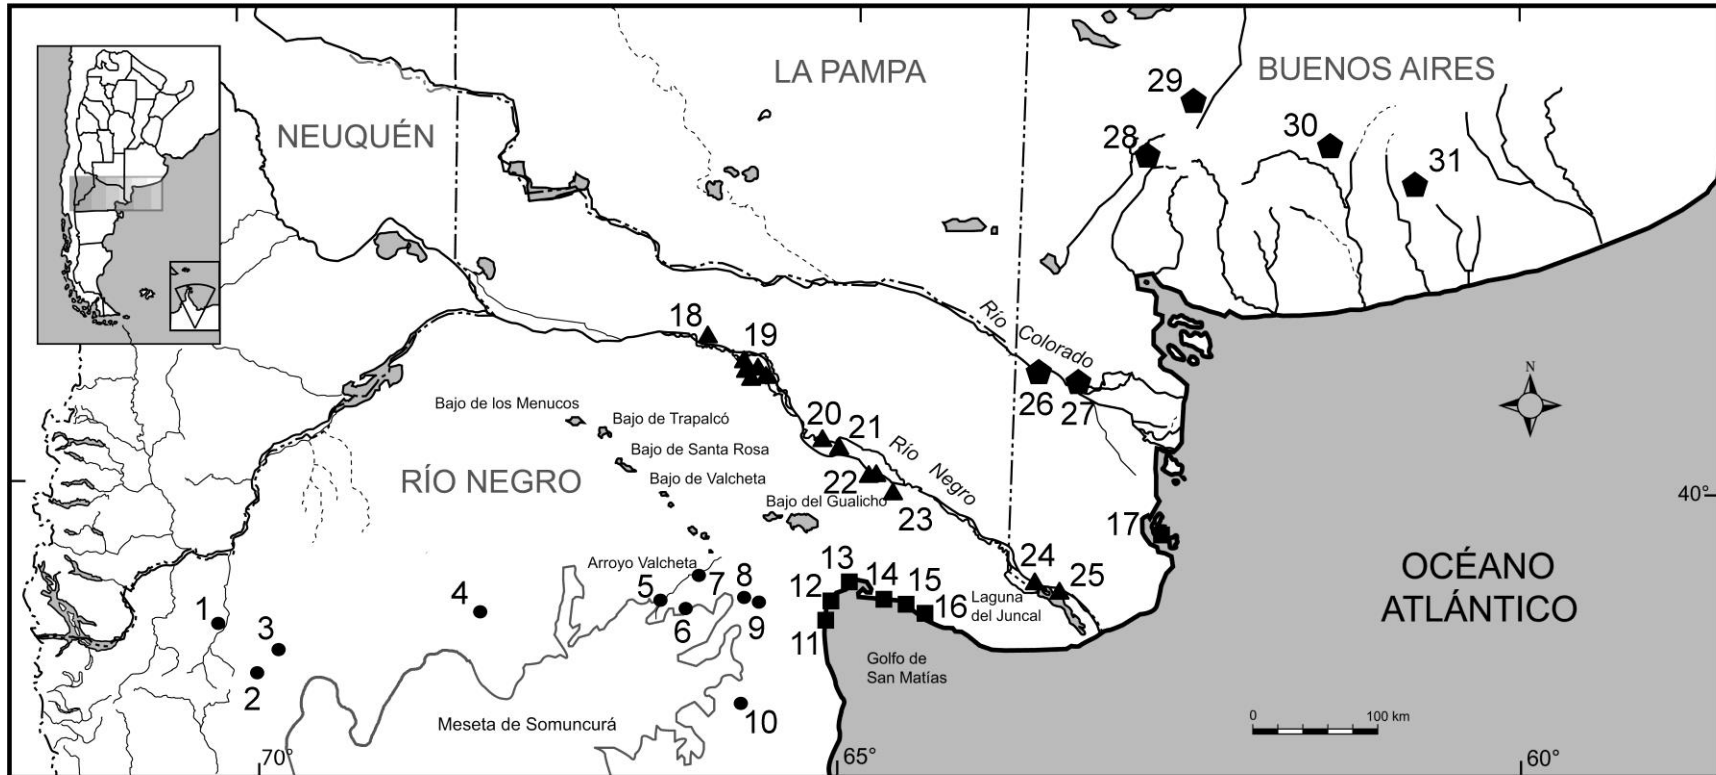 LA PAMPA
BUENOS AIRES
NEUQUÉN
29
28
30
31
18
19
Río Colorado
26
27
Bajo de los Menucos
Bajo de Trapalcó
Bajo de Santa Rosa
Bajo de Valcheta
Bajo del Gualicho
RÍO NEGRO
20
21
22
23
Río Negro
N
40°
17
OCÉANO
ATLÁNTICO
Arroyo Valcheta
24
25
Laguna
del Juncal
1
2
3
4
5
6
7
8
9
10
11
12
13
14
15
16
Golfo de
San Matías
Meseta de Somuncurá
0
100 km
70°
65°
60°